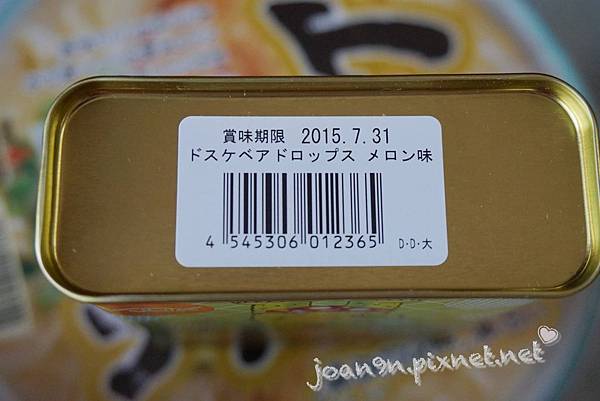 賞味期限 2015.7.31
ドスケベアドロップス メロン味
4 545306 012365 D·D·大
joan9n.pixnet.net